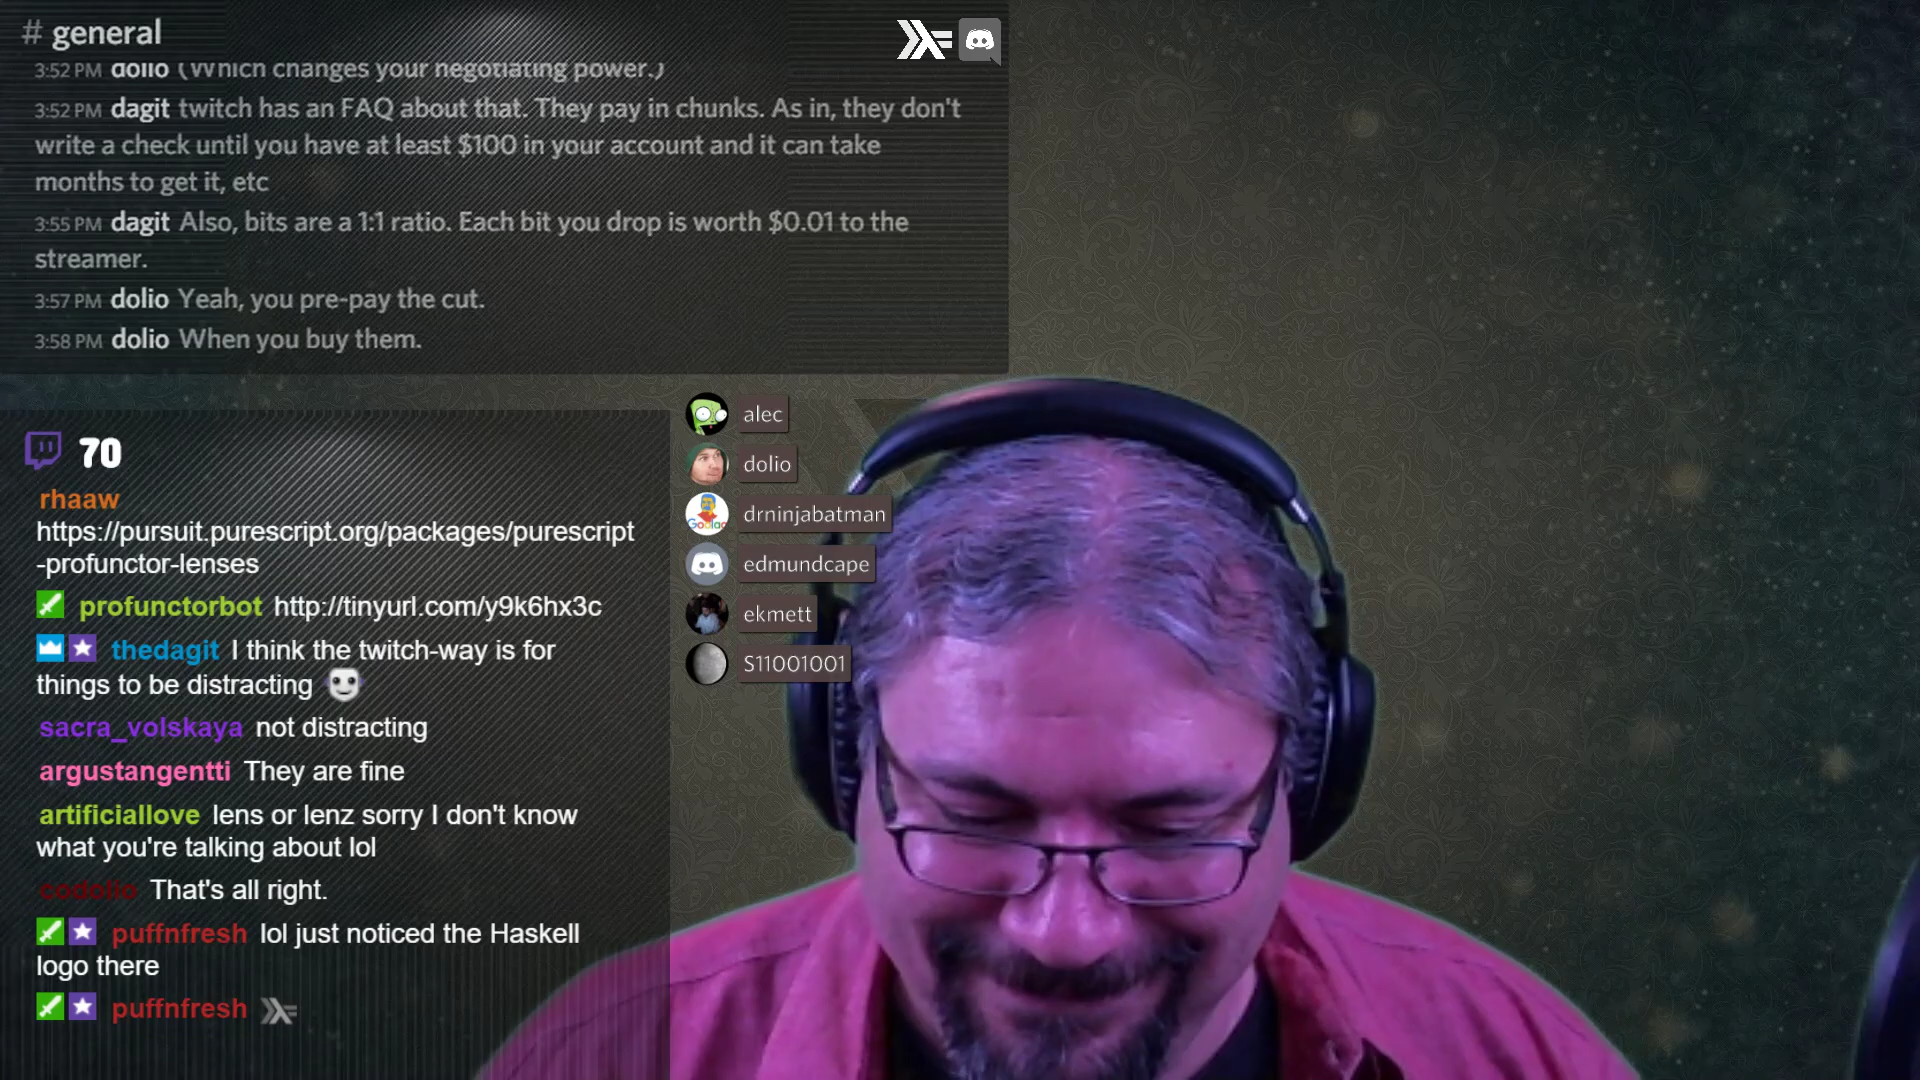 # general
3:52 PM dolio (Which changes your negotiating power.)
3:52 PM dagit twitch has an FAQ about that. They pay in chunks. As in, they don't
write a check until you have at least $100 in your account and it can take
months to get it, etc
3:55 PM dagit Also, bits are a 1:1 ratio. Each bit you drop is worth $0.01 to the
streamer.
3:57 PM dolio Yeah, you pre-pay the cut.
3:58 PM dolio When you buy them.
70
rhaaw
https://pursuit.purescript.org/packages/purescript
-profunctor-lenses
profunctorbot http://tinyurl.com/y9k6hx3c
thedagit I think the twitch-way is for
things to be distracting
sacra_volskaya not distracting
argustangentti They are fine
artificiallove lens or lenz sorry I don't know
what you're talking about lol
codolio That's all right.
puffnfresh lol just noticed the Haskell
logo there
puffnfresh
alec
dolio
drninjabatman
edmundcape
ekmett
S11001001